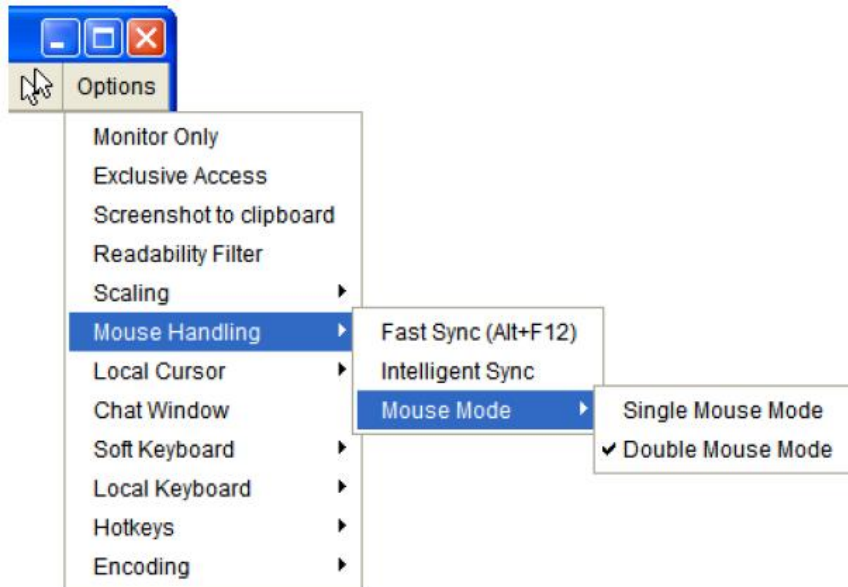 Options
Monitor Only
Exclusive Access
Screenshot to clipboard
Readability Filter
Scaling
Mouse Handling
Fast Sync (Alt+F12)
Local Cursor
Intelligent Sync
Chat Window
Mouse Mode
Single Mouse Mode
Soft Keyboard
Double Mouse Mode
Local Keyboard
Hotkeys
Encoding